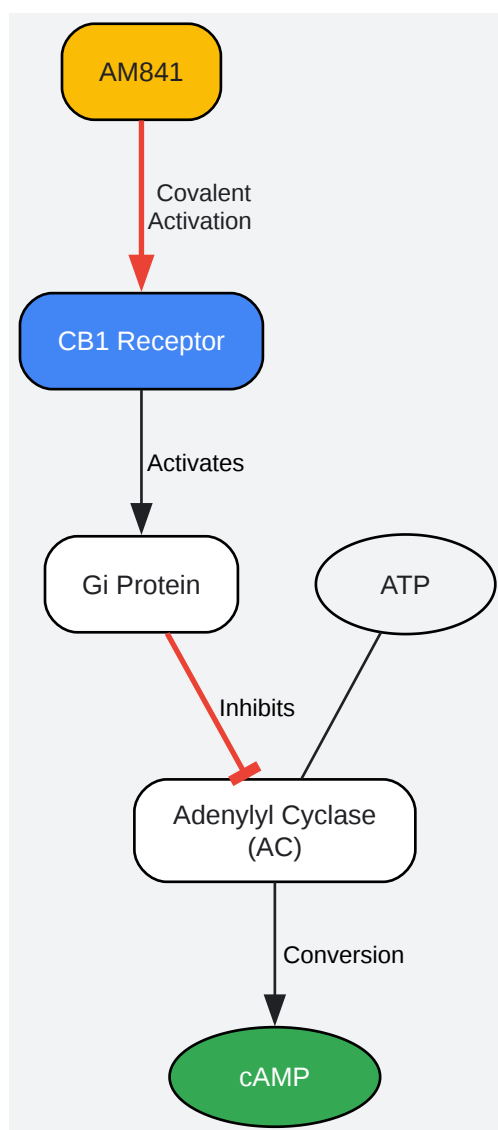 AM841
Covalent
Activation
CB1 Receptor
Activates
Gi Protein
ATP
Inhibits
Adenylyl Cyclase
(AC)
Conversion
cAMP